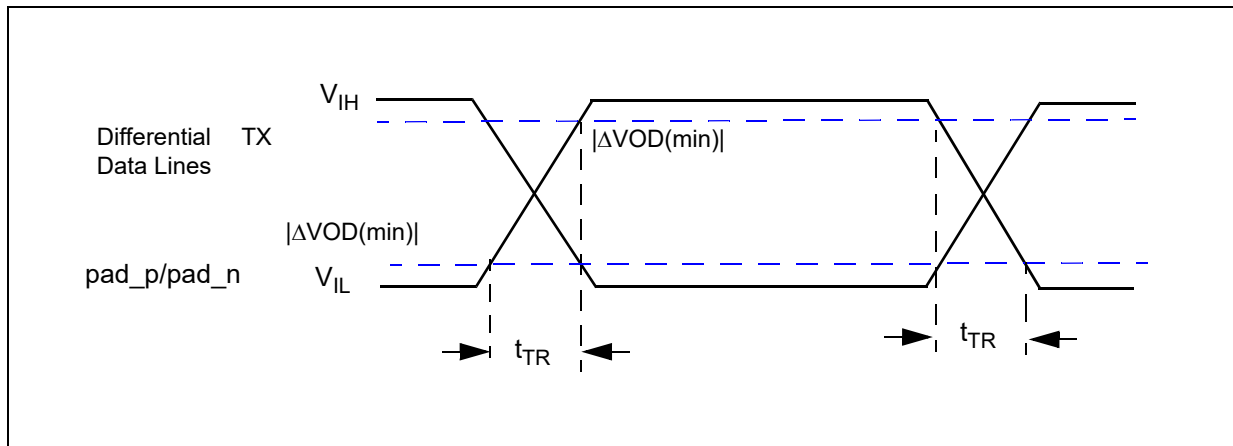 V_IH
Differential TX
Data Lines
|ΔVOD(min)|
|ΔVOD(min)|
pad_p/pad_n
V_IL
t_TR
t_TR